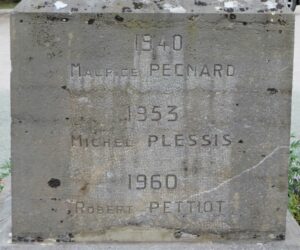 1940
MAURICE PECNARD
1953
MICHEL PLESSIS
1960
ROBERT PETTIOT